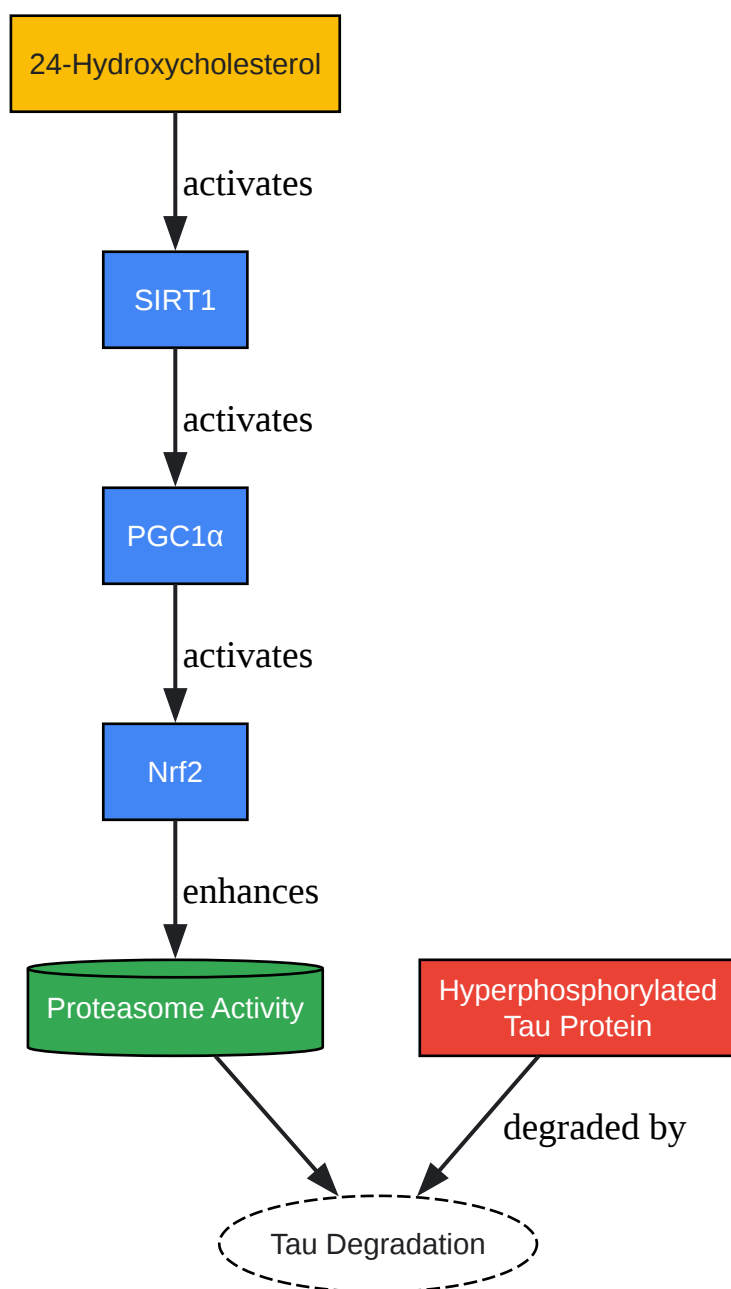 24-Hydroxycholesterol
activates
SIRT1
activates
PGC1α
activates
Nrf2
enhances
Proteasome Activity
Hyperphosphorylated
Tau Protein
degraded by
Tau Degradation